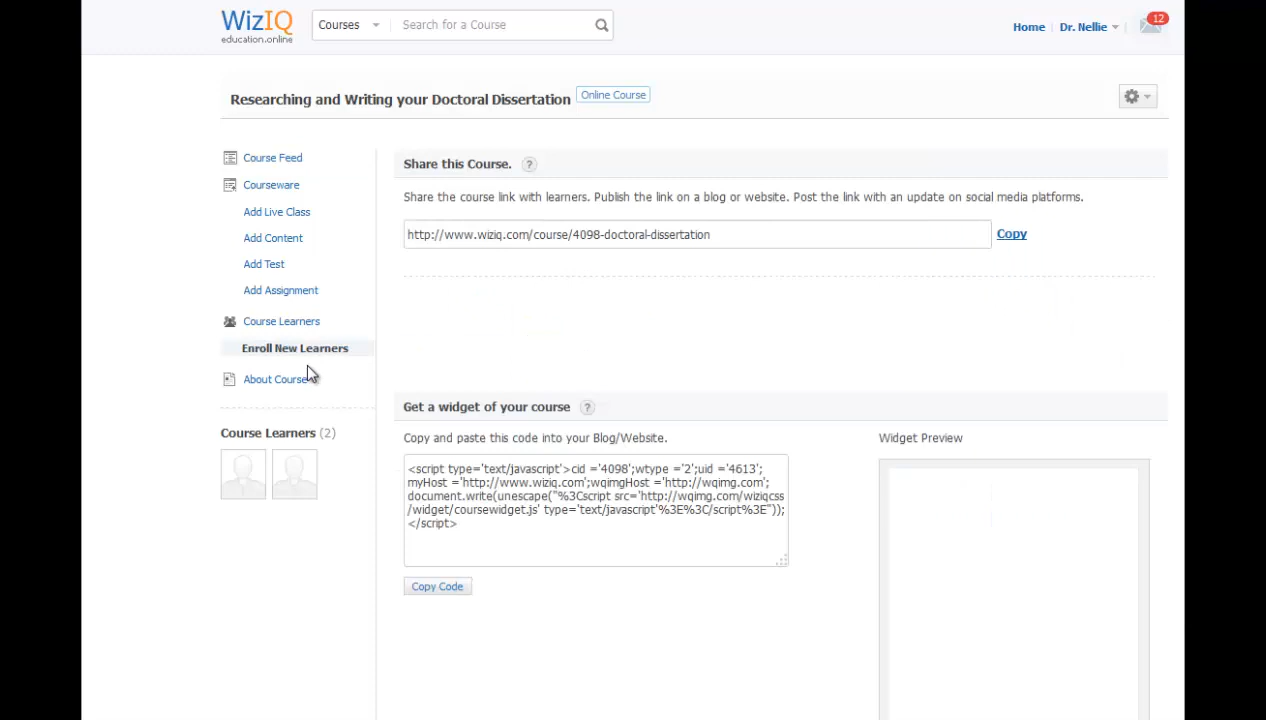 WizIQ
education.online
Courses
Search for a Course
Home
Dr. Nellie
12
Researching and Writing your Doctoral Dissertation
Online Course
Course Feed
Courseware
Add Live Class
Add Content
Add Test
Add Assignment
Course Learners
Enroll New Learners
About Course
Course Learners (2)
Share this Course. ?
Share the course link with learners. Publish the link on a blog or website. Post the link with an update on social media platforms.
http://www.wiziq.com/course/4098-doctoral-dissertation
Copy
Get a widget of your course ?
Copy and paste this code into your Blog/Website.
<script type='text/javascript'>cid ='4098';wtype ='2';uid ='4613';
myHost ='http://www.wiziq.com';wqimgHost ='http://wqimg.com';
document.write(unescape("%3Cscript src='http://wqimg.com/wiziqcss
/widget/coursewidget.js' type='text/javascript'%3E%3C/script%3E"));
</script>
Copy Code
Widget Preview